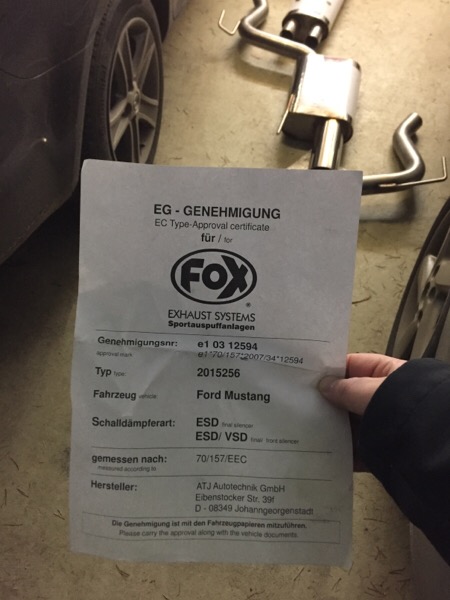 EG - GENEHMIGUNG
EC Type-Approval certificate
für / for
FOX
®
EXHAUST SYSTEMS
Sportauspuffanlagen
Genehmigungsnr: e1 03 12594
approval mark e1*70/157*2007/34*12594
Typ type: 2015256
Fahrzeug vehicle: Ford Mustang
Schalldämpferart: ESD final silencer
ESD/ VSD final front silencer
gemessen nach: 70/157/EEC
measured according to
Hersteller: ATJ Autotechnik GmbH
Eibenstocker Str. 39f
D - 08349 Johanngeorgenstadt
Die Genehmigung ist mit den Fahrzeugpapieren mitzuführen.
Please carry the approval along with the vehicle documents.